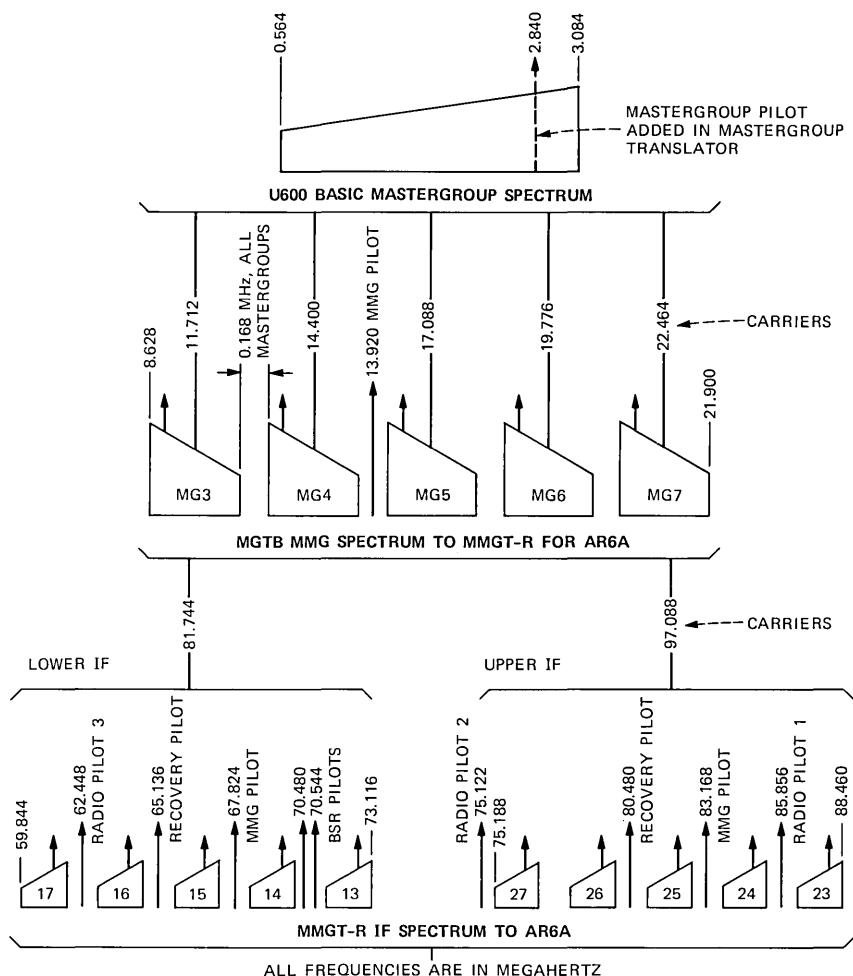 0.564
2.840
3.084
MASTERGROUP PILOT
ADDED IN MASTERGROUP
TRANSLATOR
U600 BASIC MASTERGROUP SPECTRUM
8.628
11.712
0.168 MHz, ALL
MASTERGROUPS
14.400
13.920 MMG PILOT
17.088
19.776
22.464
CARRIERS
21.900
MG3
MG4
MG5
MG6
MG7
MGTB MMG SPECTRUM TO MMGT-R FOR AR6A
81.744
97.088
CARRIERS
LOWER IF
UPPER IF
59.844
62.448
RADIO PILOT 3
65.136
RECOVERY PILOT
67.824
MMG PILOT
70.480
70.544
BSR PILOTS
73.116
RADIO PILOT 2
75.122
75.188
80.480
RECOVERY PILOT
83.168
MMG PILOT
85.856
RADIO PILOT 1
88.460
17
16
15
14
13
27
26
25
24
23
MMGT-R IF SPECTRUM TO AR6A
ALL FREQUENCIES ARE IN MEGAHERTZ